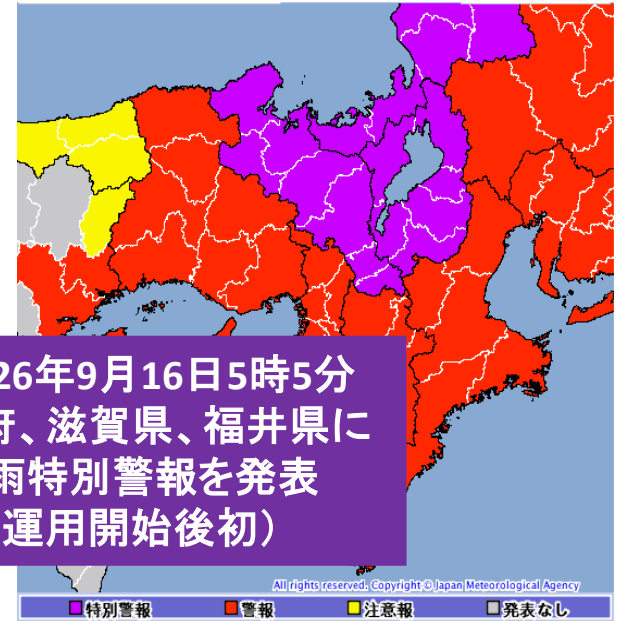 26年9月16日5時5分
府、滋賀県、福井県に
雨特別警報を発表
運用開始後初）
All rights reserved. Copyright © Japan Meteorological Agency
特別警報 警報 注意報 発表なし